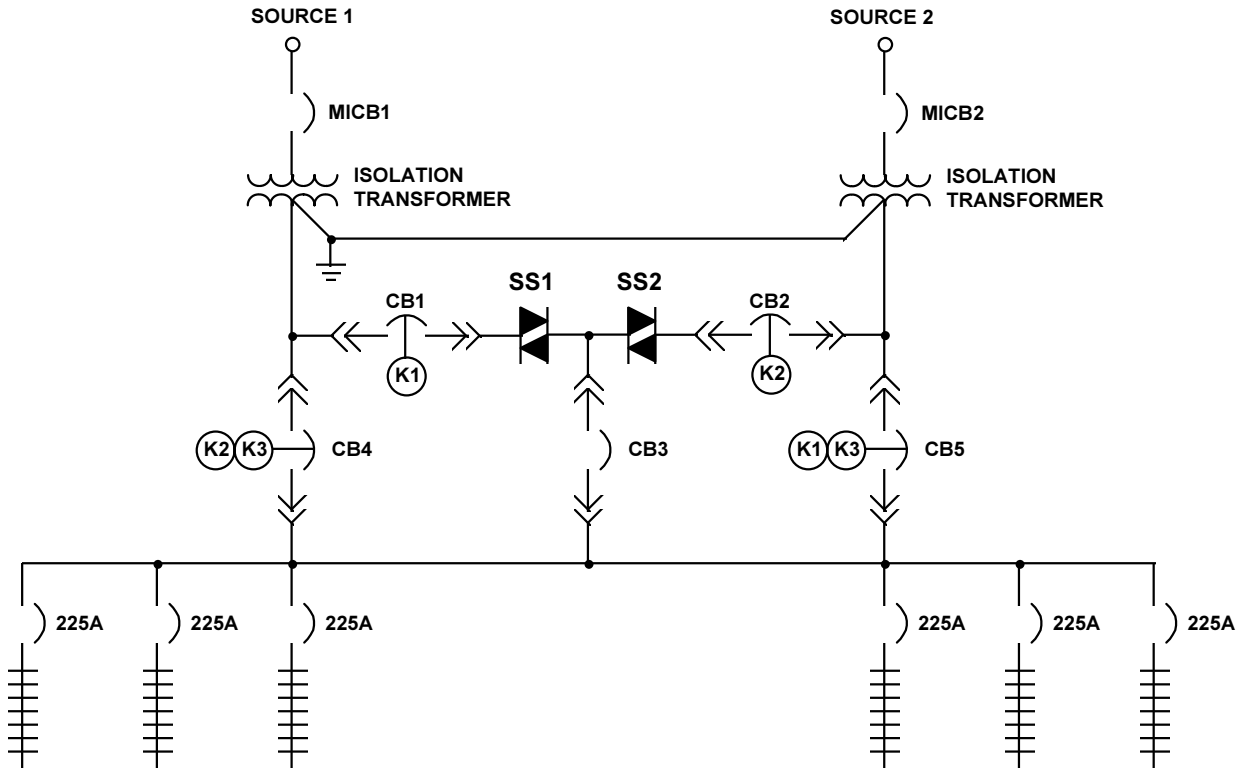 SOURCE 1
SOURCE 2
MICB1
MICB2
ISOLATION
TRANSFORMER
ISOLATION
TRANSFORMER
SS1
SS2
CB1
CB2
K1
K2
K2 K3
CB4
CB3
K1 K3
CB5
225A
225A
225A
225A
225A
225A